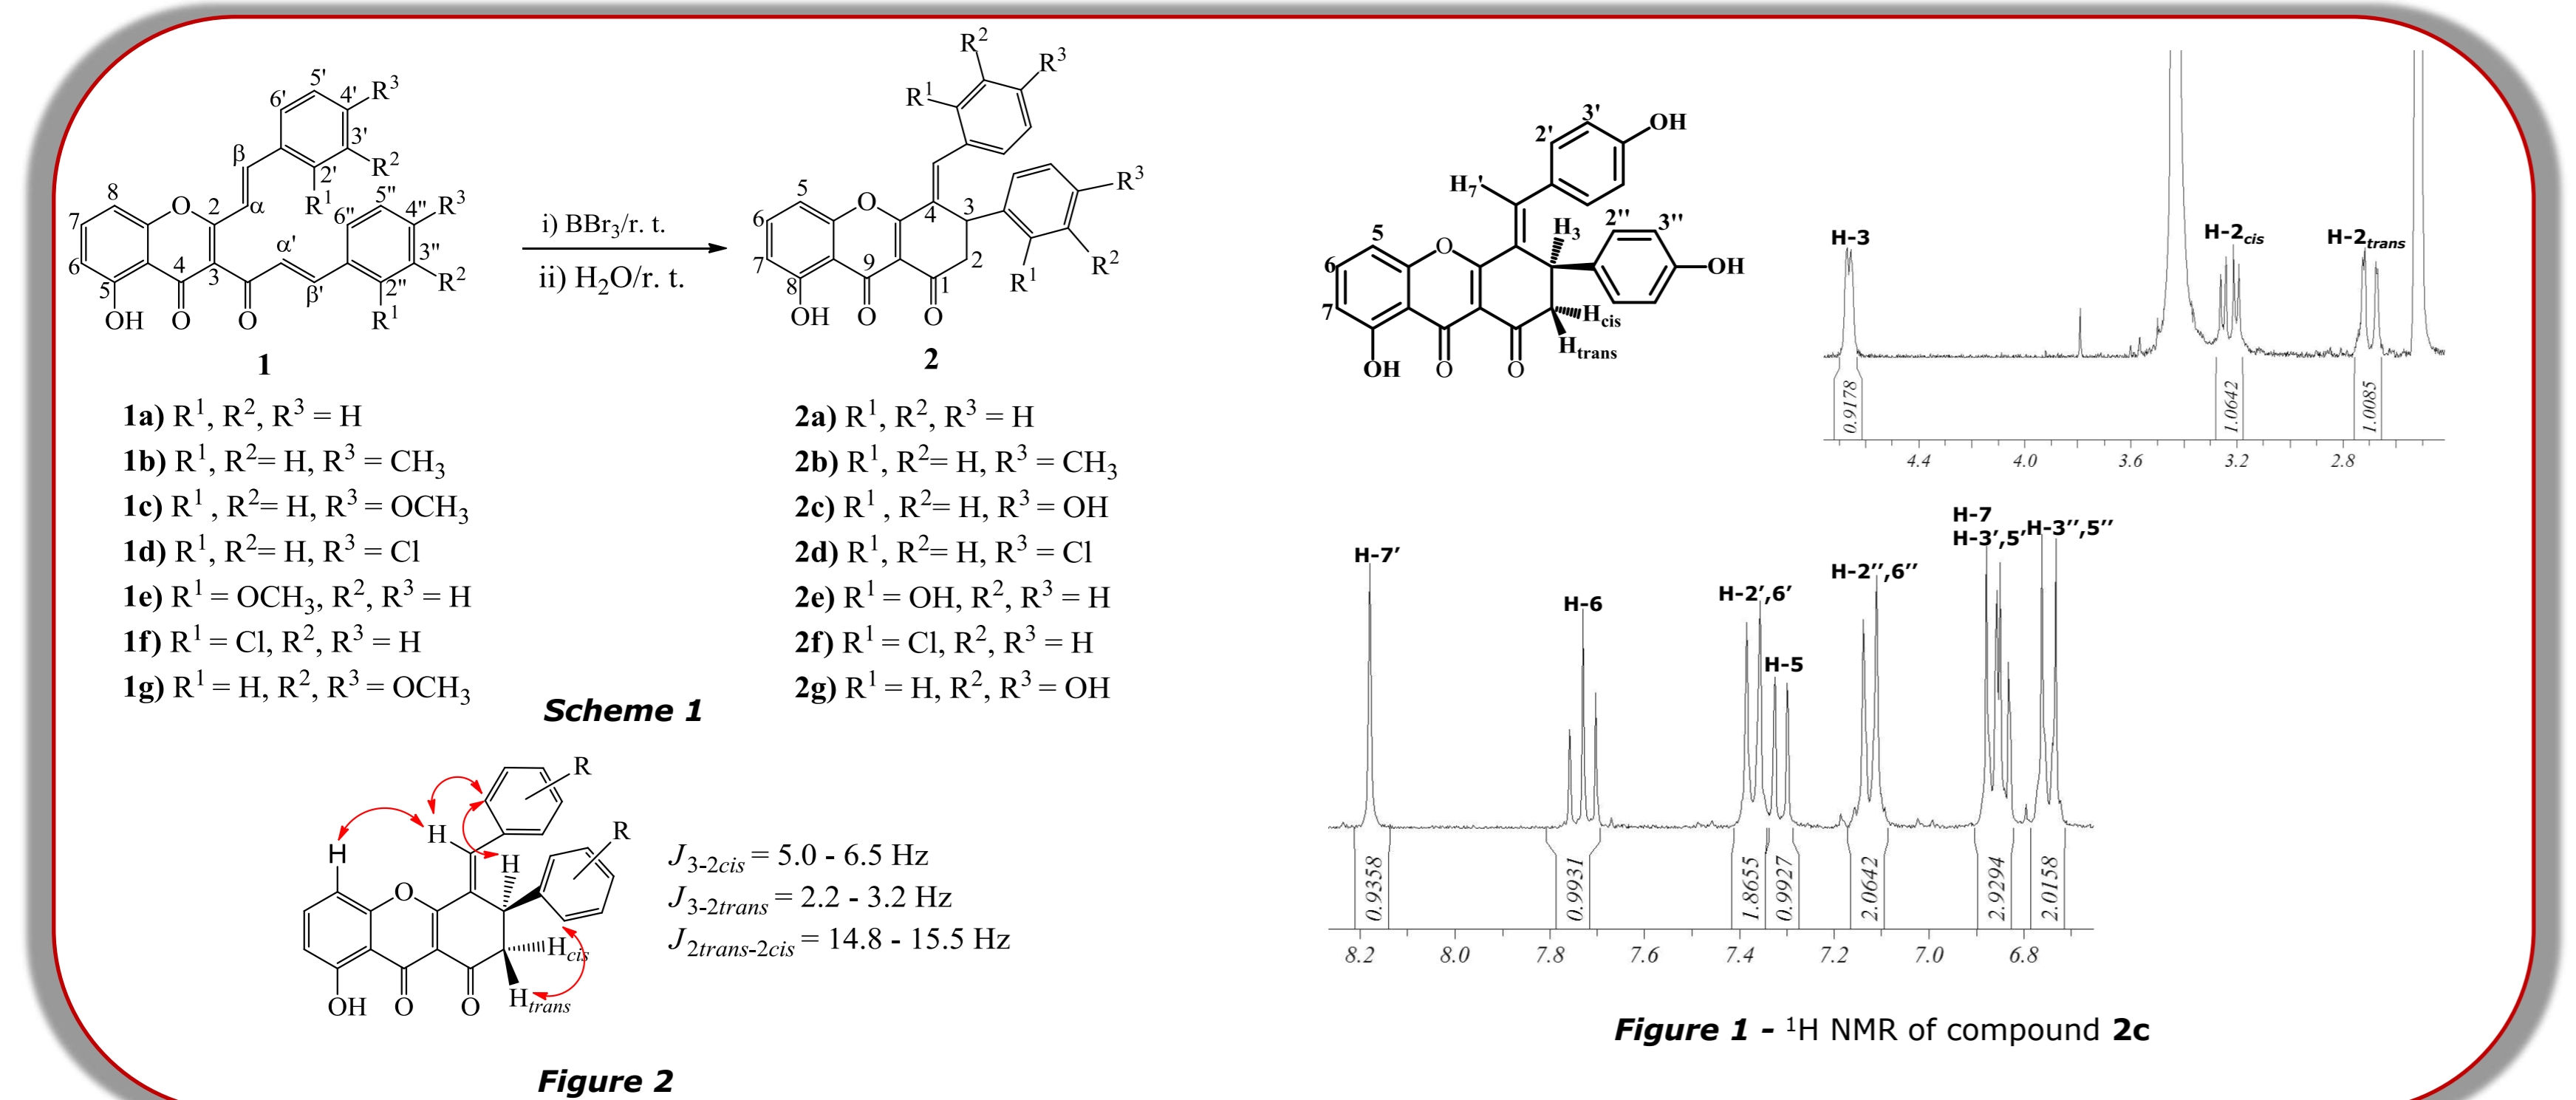 R² R³ R¹
5' 6' 4' R³ 3' R² 2' R¹
β α
8 7 6 5 O 2 3 4 OH O O
α' β' 6'' 5'' 4'' R³ 3'' R² 2'' R¹
1
i) BBr₃/r. t.
ii) H₂O/r. t.
5 6 7 8 O 4 3 2 1 9 OH O O R³ R² R¹
2
1a) R¹, R², R³ = H
1b) R¹, R²= H, R³ = CH₃
1c) R¹ , R²= H, R³ = OCH₃
1d) R¹, R²= H, R³ = Cl
1e) R¹ = OCH₃, R², R³ = H
1f) R¹ = Cl, R², R³ = H
1g) R¹ = H, R², R³ = OCH₃
2a) R¹, R², R³ = H
2b) R¹, R²= H, R³ = CH₃
2c) R¹ , R²= H, R³ = OH
2d) R¹, R²= H, R³ = Cl
2e) R¹ = OH, R², R³ = H
2f) R¹ = Cl, R², R³ = H
2g) R¹ = H, R², R³ = OH
Scheme 1
R
R
H H H
O
Hcis
Htrans
OH O O
J3-2cis = 5.0 - 6.5 Hz
J3-2trans = 2.2 - 3.2 Hz
J2trans-2cis = 14.8 - 15.5 Hz
Figure 2
3' OH
2'
H7'
5 H3 2'' 3''
6 O OH
7 Hcis
Htrans
OH O O
H-3 H-2cis H-2trans
0.9178 1.0642 1.0085
4.4 4.0 3.6 3.2 2.8
H-7
H-7' H-3',5' H-3'',5''
H-6 H-2',6' H-2'',6''
H-5
0.9358 0.9931 1.8655 0.9927 2.0642 2.9294 2.0158
8.2 8.0 7.8 7.6 7.4 7.2 7.0 6.8
Figure 1 - ¹H NMR of compound 2c